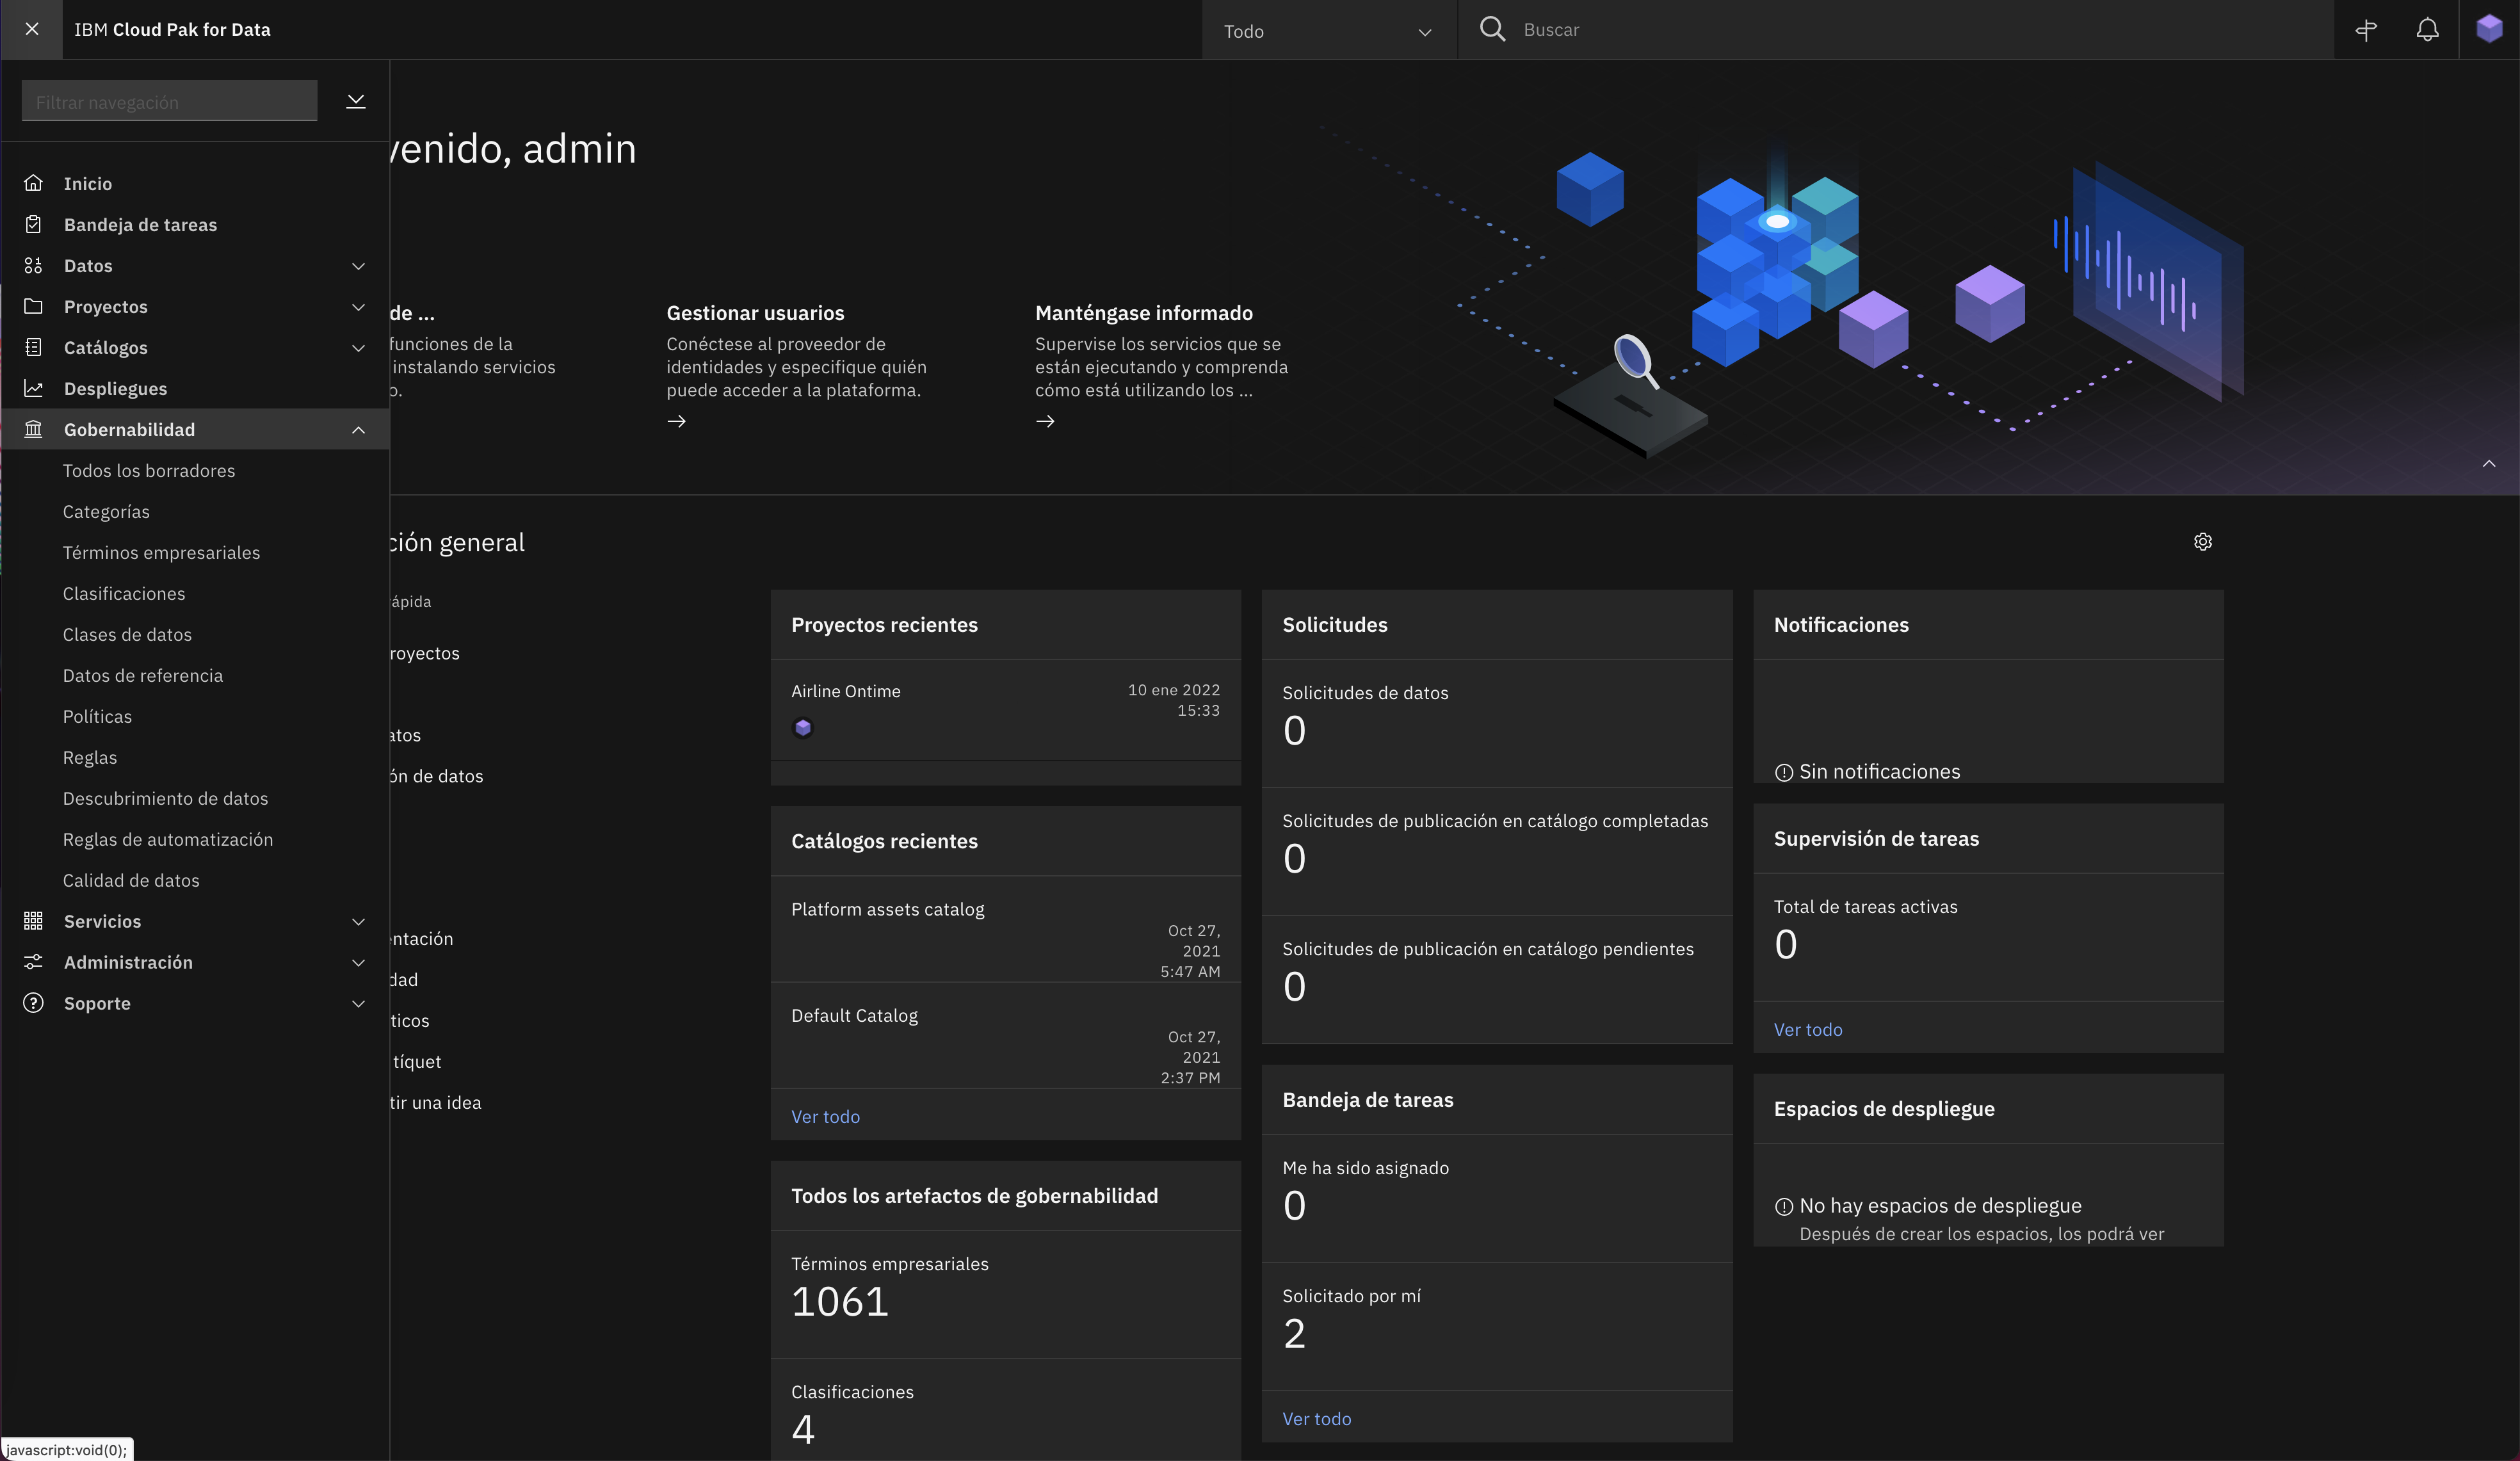 IBM Cloud Pak for Data
Todo
Buscar
Filtrar navegación
Inicio
Bandeja de tareas
Datos
Proyectos
Catálogos
Despliegues
Gobernabilidad
Todos los borradores
Categorías
Términos empresariales
Clasificaciones
Clases de datos
Datos de referencia
Políticas
Reglas
Descubrimiento de datos
Reglas de automatización
Calidad de datos
Servicios
Administración
Soporte
venido, admin
de ...
funciones de la
instalando servicios
o.
Gestionar usuarios
Conéctese al proveedor de
identidades y especifique quién
puede acceder a la plataforma.
Manténgase informado
Supervise los servicios que se
están ejecutando y comprenda
cómo está utilizando los ...
ción general
rápida
royectos
atos
ón de datos
entación
dad
ticos
tíquet
tir una idea
Proyectos recientes
Airline Ontime
10 ene 2022
15:33
Catálogos recientes
Platform assets catalog
Oct 27,
2021
5:47 AM
Default Catalog
Oct 27,
2021
2:37 PM
Ver todo
Todos los artefactos de gobernabilidad
Términos empresariales
1061
Clasificaciones
4
Solicitudes
Solicitudes de datos
0
Solicitudes de publicación en catálogo completadas
0
Solicitudes de publicación en catálogo pendientes
0
Bandeja de tareas
Me ha sido asignado
0
Solicitado por mí
2
Ver todo
Notificaciones
Sin notificaciones
Supervisión de tareas
Total de tareas activas
0
Ver todo
Espacios de despliegue
No hay espacios de despliegue
Después de crear los espacios, los podrá ver
javascript:void(0);